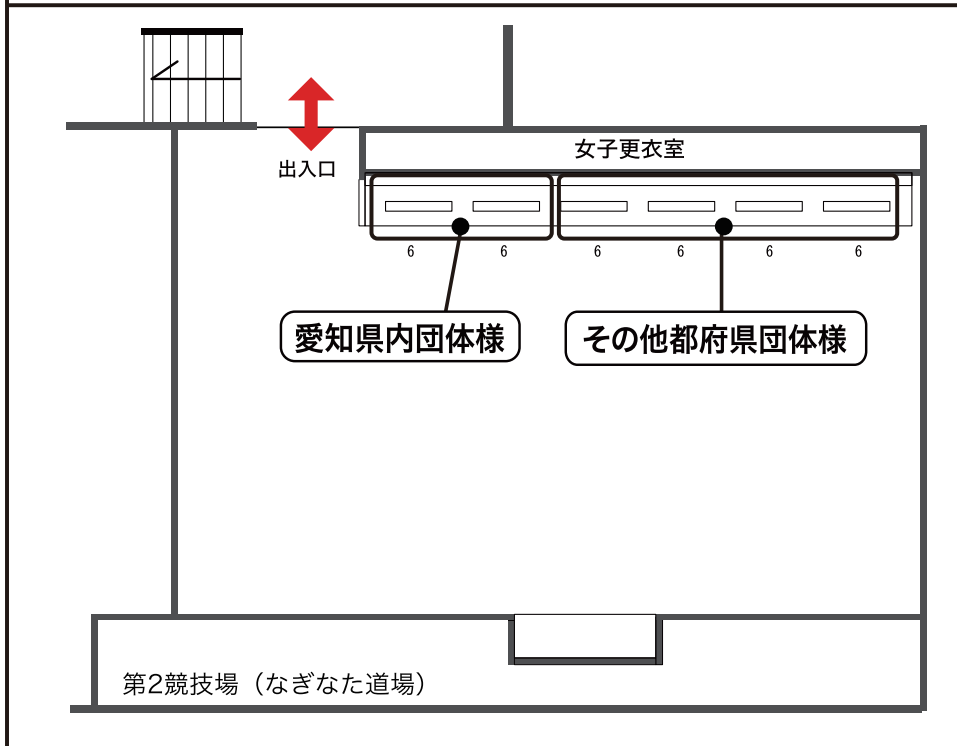 女子更衣室
出入口
6 6 6 6 6 6
愛知県内団体様
その他都府県団体様
第2競技場（なぎなた道場）